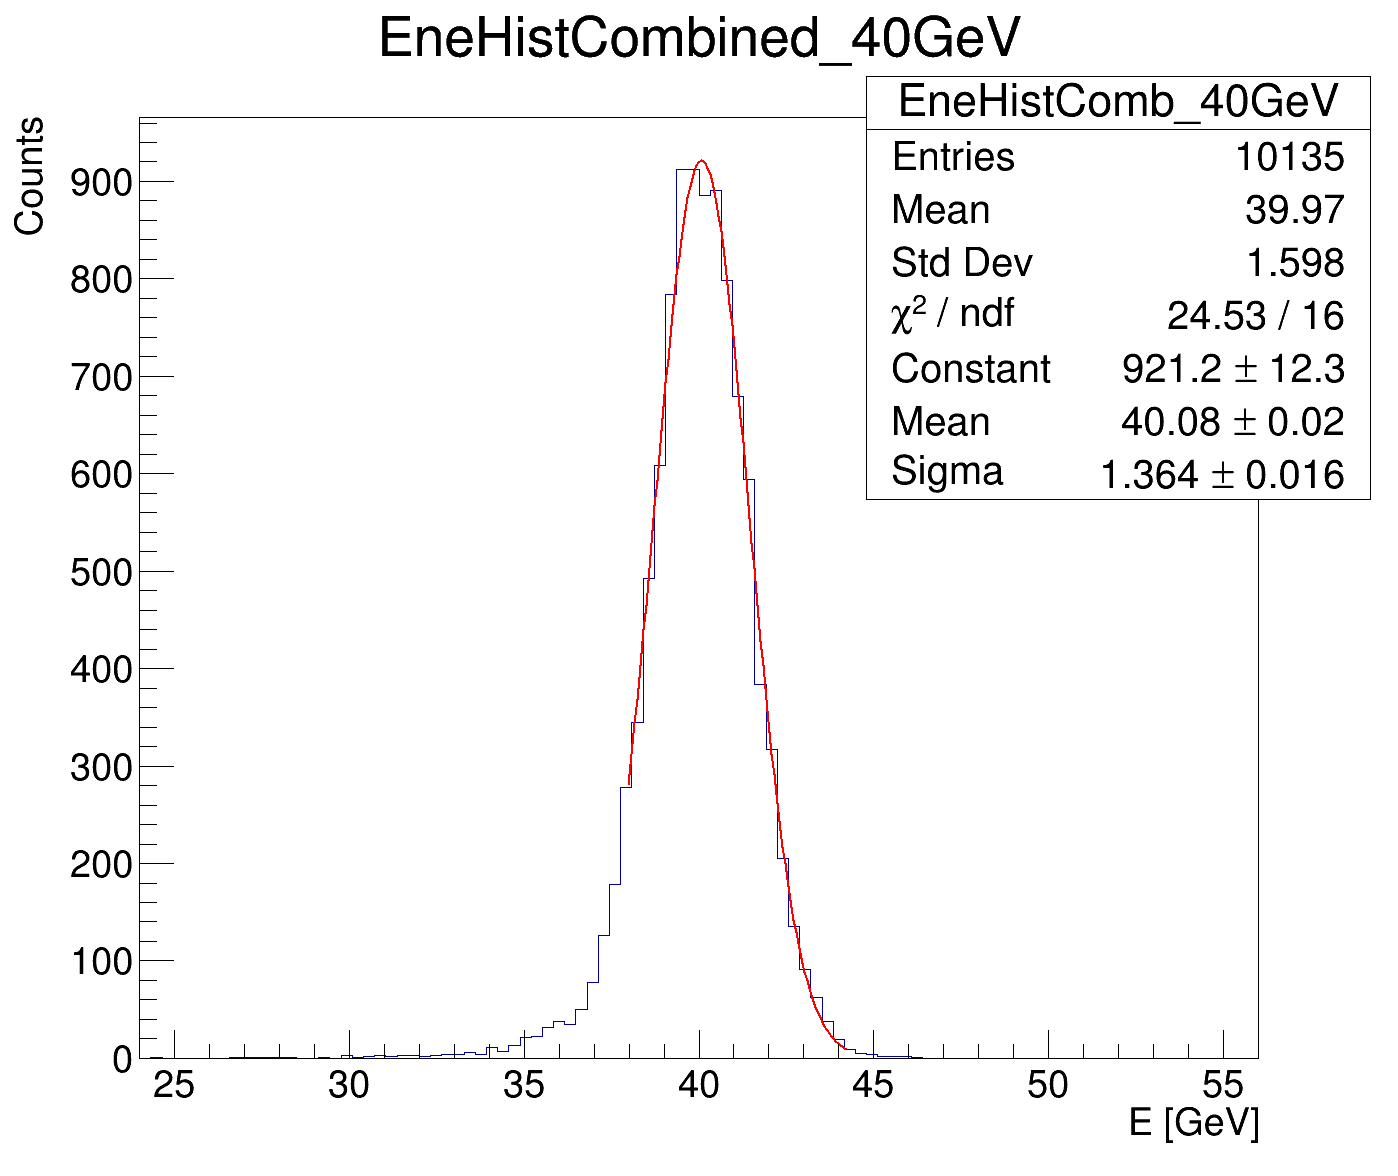 EneHistCombined_40GeV
EneHistComb_40GeV
Entries 10135
Mean 39.97
Std Dev 1.598
χ² / ndf 24.53 / 16
Constant 921.2 ± 12.3
Mean 40.08 ± 0.02
Sigma 1.364 ± 0.016
Counts
900
800
700
600
500
400
300
200
100
0
25 30 35 40 45 50 55
E [GeV]